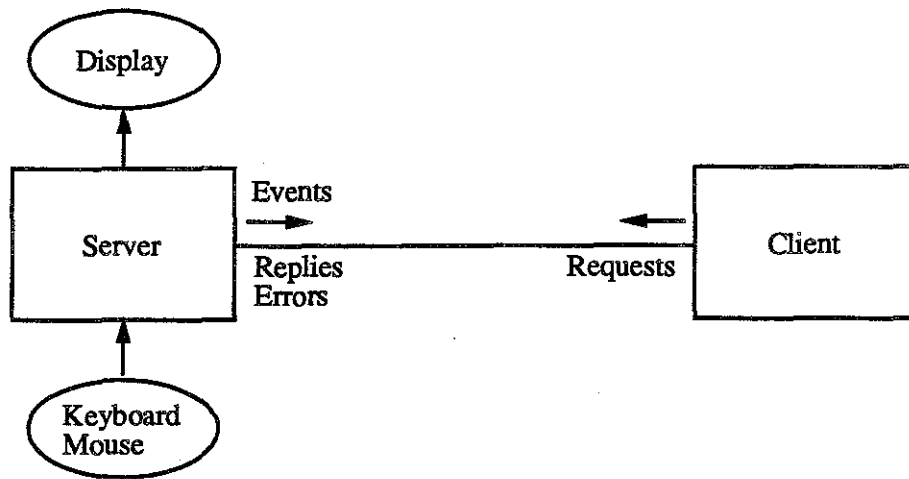 Display
Events
Server
Client
Replies
Errors
Requests
Keyboard
Mouse